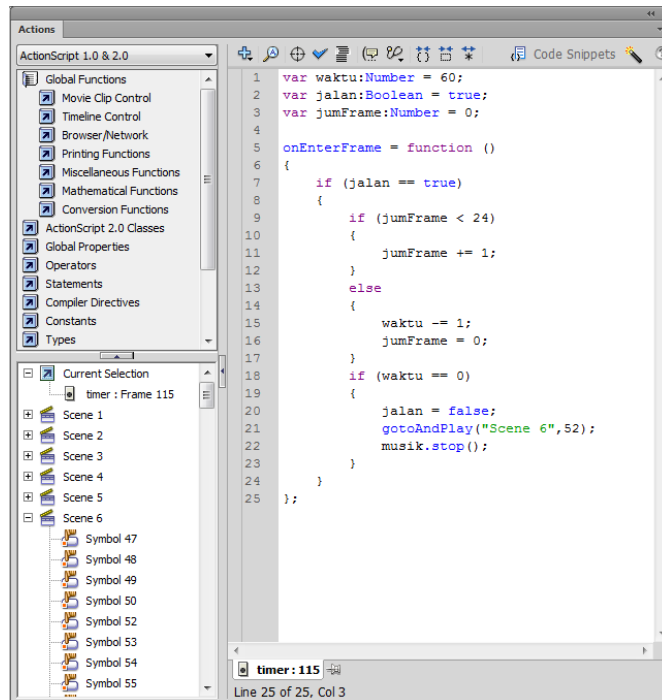 Actions
ActionScript 1.0 & 2.0
Global Functions
Movie Clip Control
Timeline Control
Browser/Network
Printing Functions
Miscellaneous Functions
Mathematical Functions
Conversion Functions
ActionScript 2.0 Classes
Global Properties
Operators
Statements
Compiler Directives
Constants
Types
Current Selection
timer : Frame 115
Scene 1
Scene 2
Scene 3
Scene 4
Scene 5
Scene 6
Symbol 47
Symbol 48
Symbol 49
Symbol 50
Symbol 52
Symbol 53
Symbol 54
Symbol 55
Code Snippets
1 var waktu:Number = 60;
2 var jalan:Boolean = true;
3 var jumFrame:Number = 0;
4
5 onEnterFrame = function ()
6 {
7 if (jalan == true)
8 {
9 if (jumFrame < 24)
10 {
11 jumFrame += 1;
12 }
13 else
14 {
15 waktu -= 1;
16 jumFrame = 0;
17 }
18 if (waktu == 0)
19 {
20 jalan = false;
21 gotoAndPlay("Scene 6",52);
22 musik.stop();
23 }
24 }
25 };
timer : 115
Line 25 of 25, Col 3